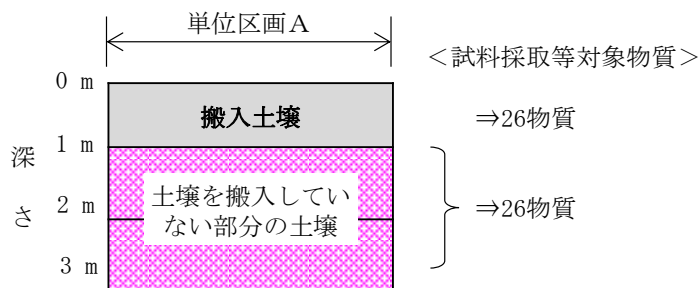 単位区画A
<試料採取等対象物質>
0 m
搬入土壌
⇒26物質
1 m
深さ
2 m
土壌を搬入してい
ない部分の土壌
⇒26物質
3 m